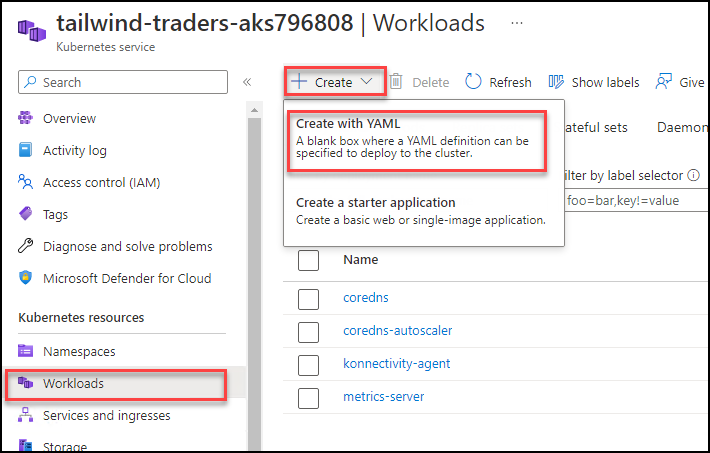 tailwind-traders-aks796808 | Workloads ...
Kubernetes service
Search
«
Create
Delete
Refresh
Show labels
Give
Create with YAML
A blank box where a YAML definition can be
specified to deploy to the cluster.
Create a starter application
Create a basic web or single-image application.
ateful sets
Daemon
ilter by label selector
foo=bar,key!=value
Name
coredns
coredns-autoscaler
konnectivity-agent
metrics-server
Overview
Activity log
Access control (IAM)
Tags
Diagnose and solve problems
Microsoft Defender for Cloud
Kubernetes resources
Namespaces
Workloads
Services and ingresses
Storage